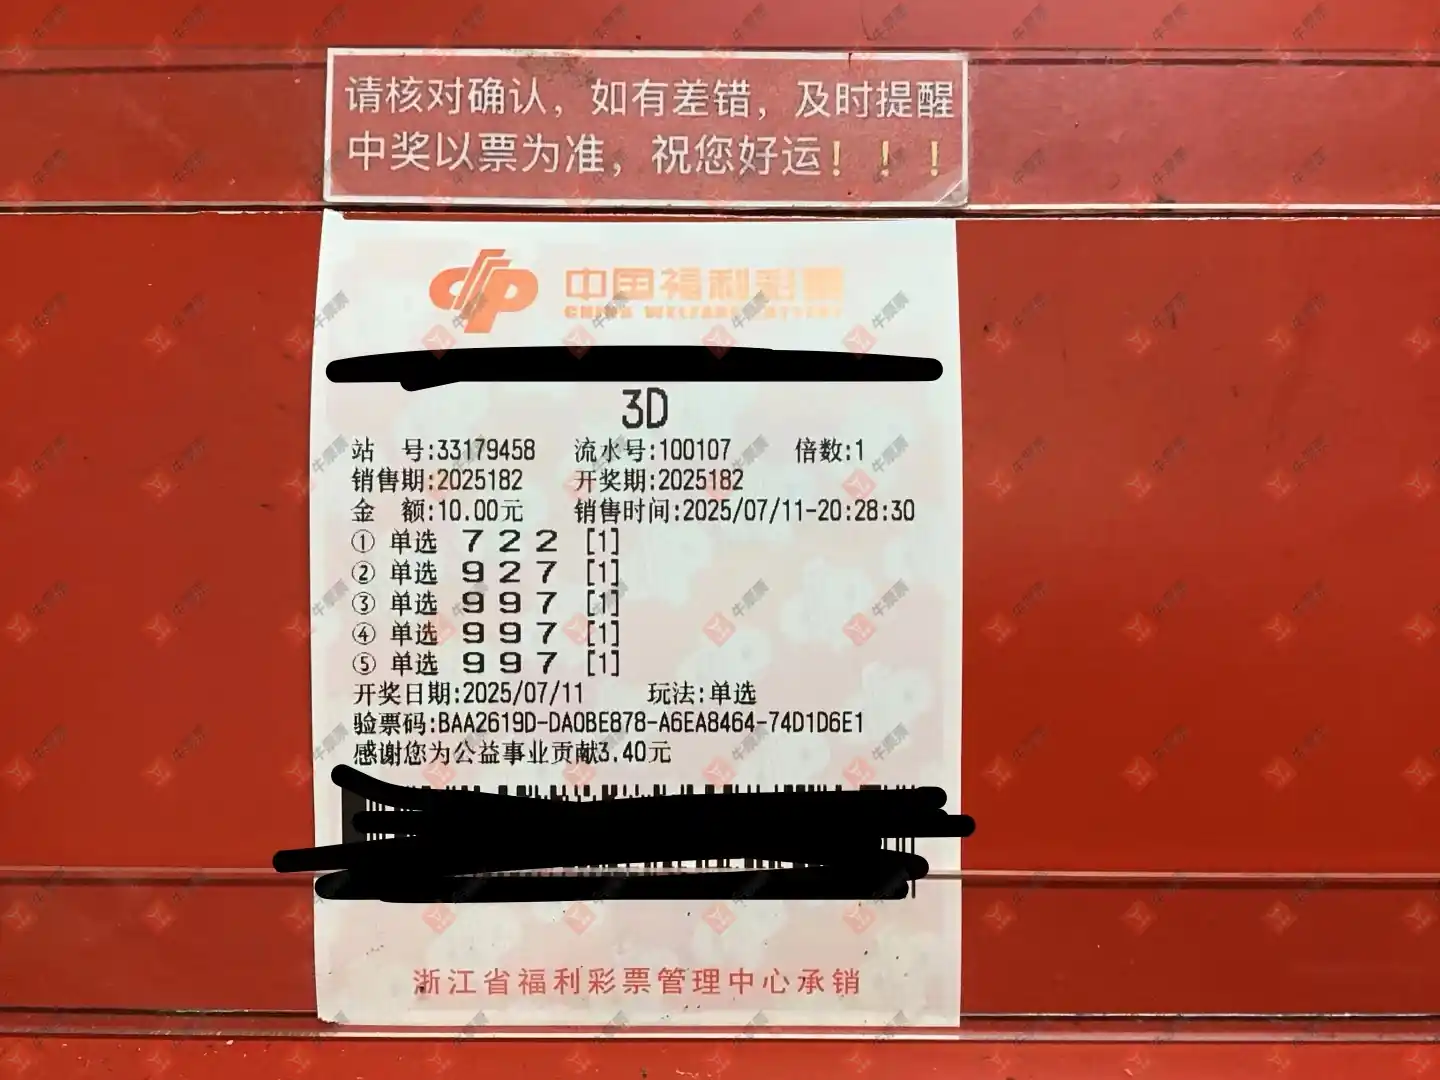 请核对确认，如有差错，及时提醒
中奖以票为准，祝您好运！！！
中国福利彩票
CHINA WELFARE LOTTERY
3D
站 号:33179458 流水号:100107 倍数:1
销售期:2025182 开奖期:2025182
金 额:10.00元 销售时间:2025/07/11-20:28:30
① 单选 7 2 2 [1]
② 单选 9 2 7 [1]
③ 单选 9 9 7 [1]
④ 单选 9 9 7 [1]
⑤ 单选 9 9 7 [1]
开奖日期:2025/07/11 玩法:单选
验票码:BAA2619D-DA0BE878-A6EA8464-74D1D6E1
感谢您为公益事业贡献3.40元
浙江省福利彩票管理中心承销
牛票票